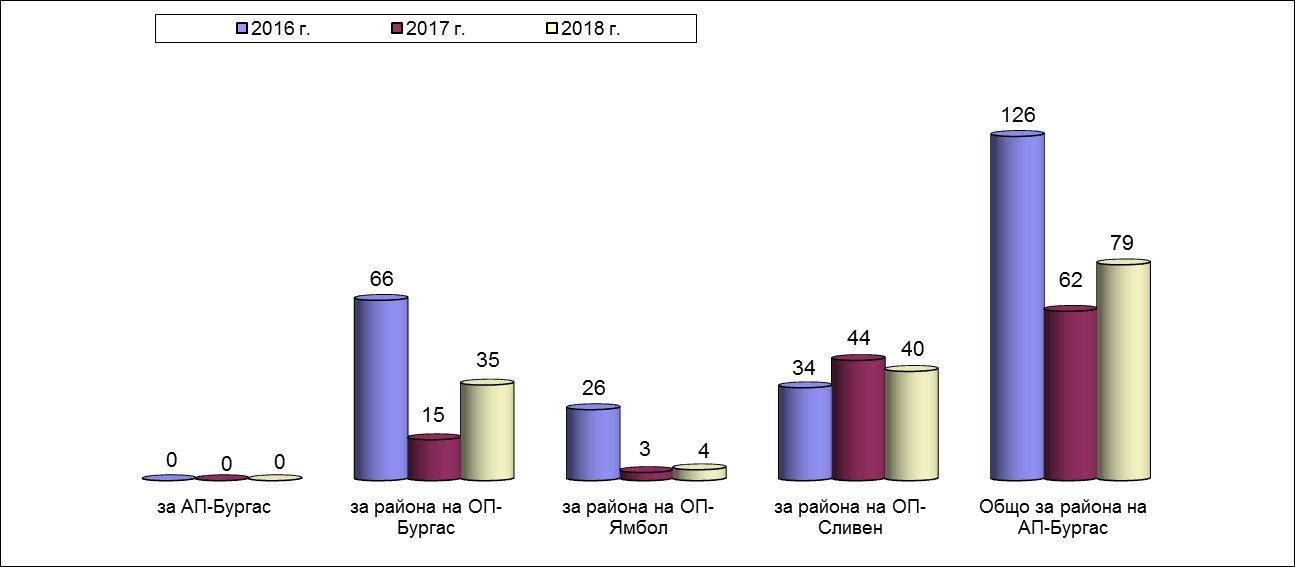 2016 г. 2017 г. 2018 г.
126
79
66
62
44
40
35
34
26
15
3 4
0 0 0
за АП-Бургас за района на ОП- за района на ОП- за района на ОП- Общо за района на
Бургас Ямбол Сливен АП-Бургас